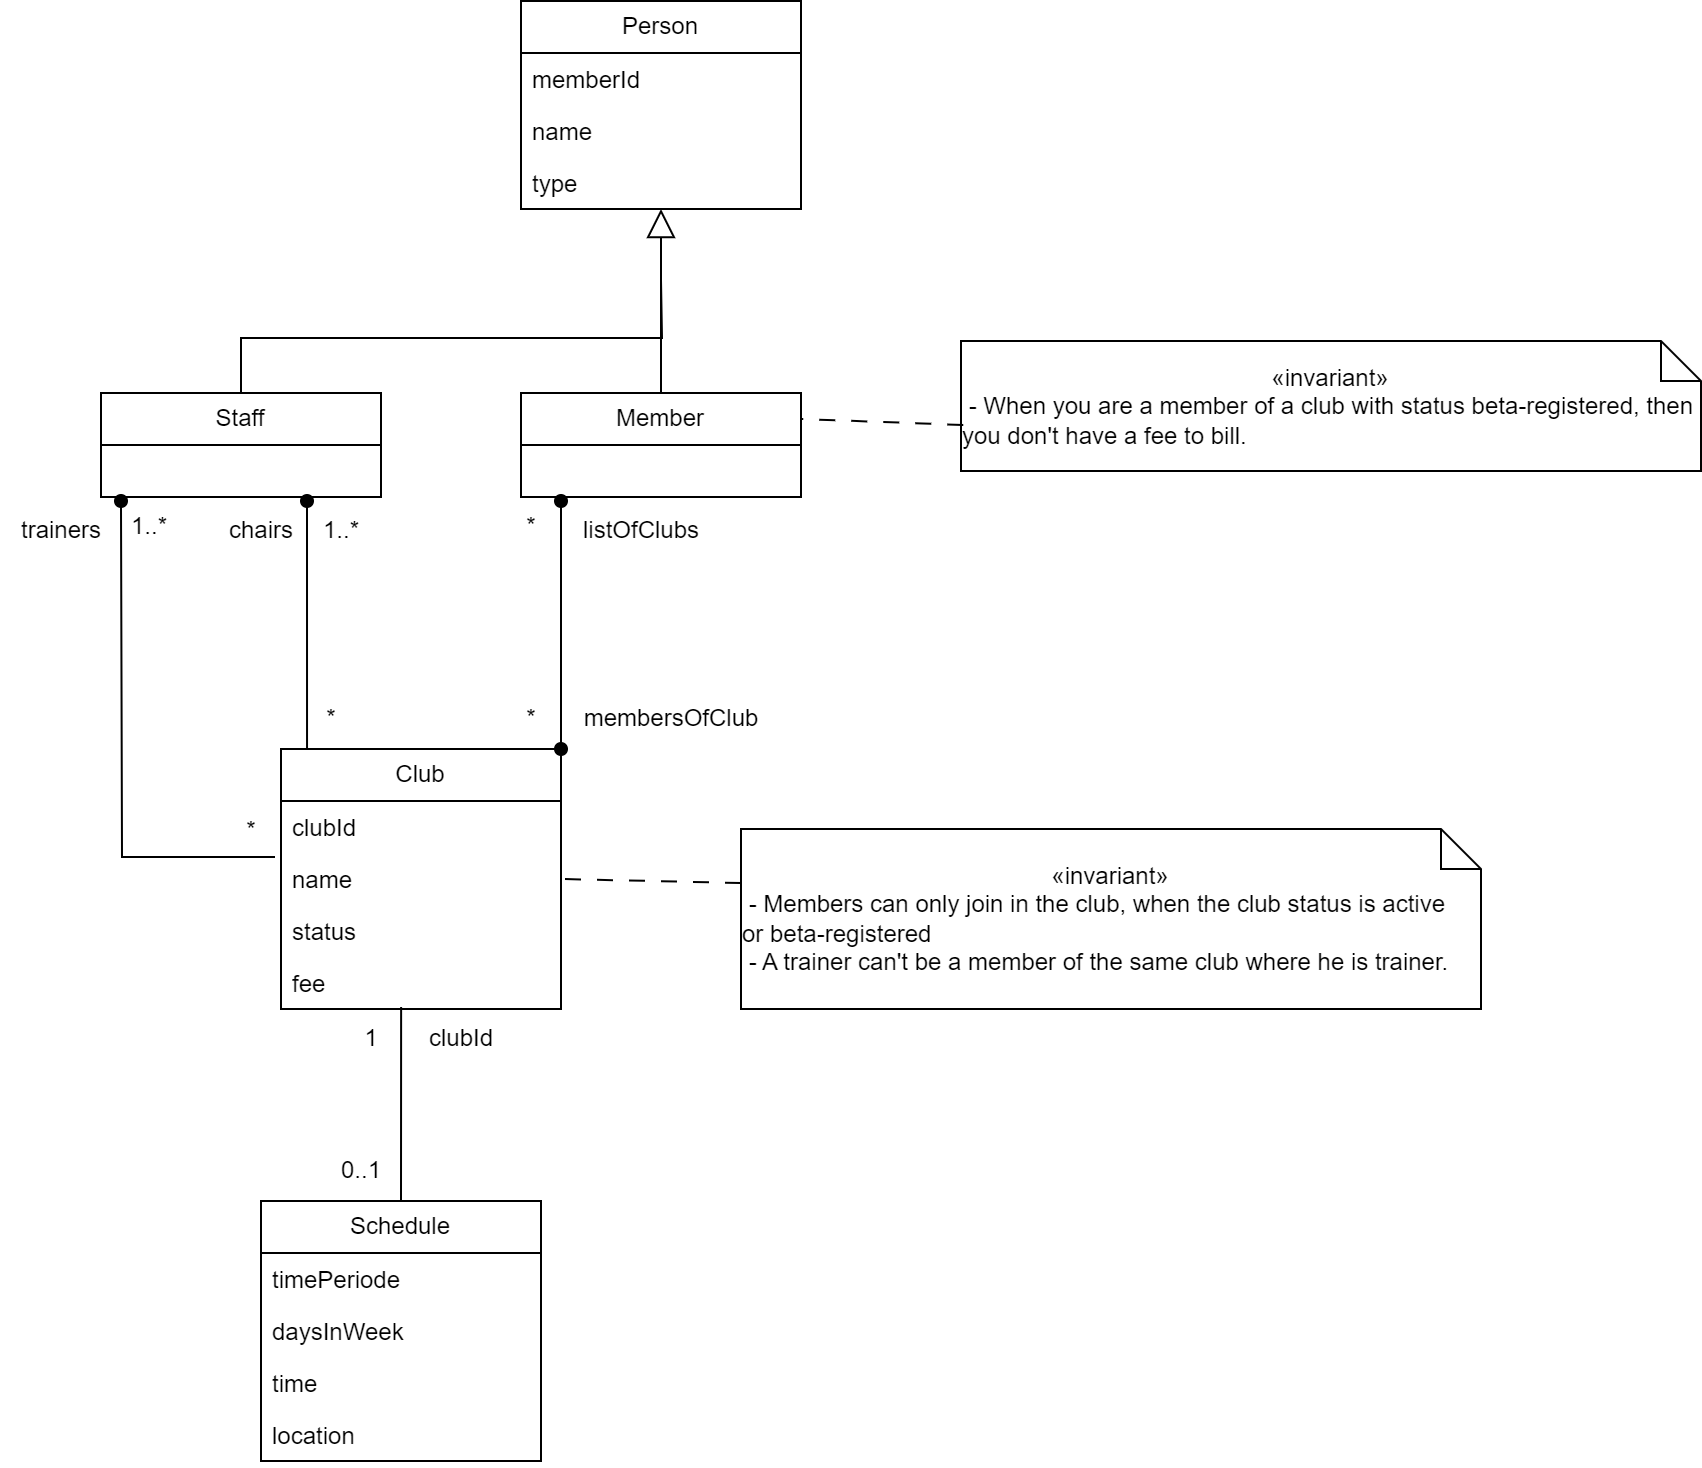 Person
memberId
name
type
Staff
Member
«invariant»
- When you are a member of a club with status beta-registered, then
you don't have a fee to bill.
trainers
1..*
chairs
1..*
*
listOfClubs
*
*
membersOfClub
Club
*
clubId
name
status
fee
«invariant»
- Members can only join in the club, when the club status is active
or beta-registered
- A trainer can't be a member of the same club where he is trainer.
1
clubId
0..1
Schedule
timePeriode
daysInWeek
time
location